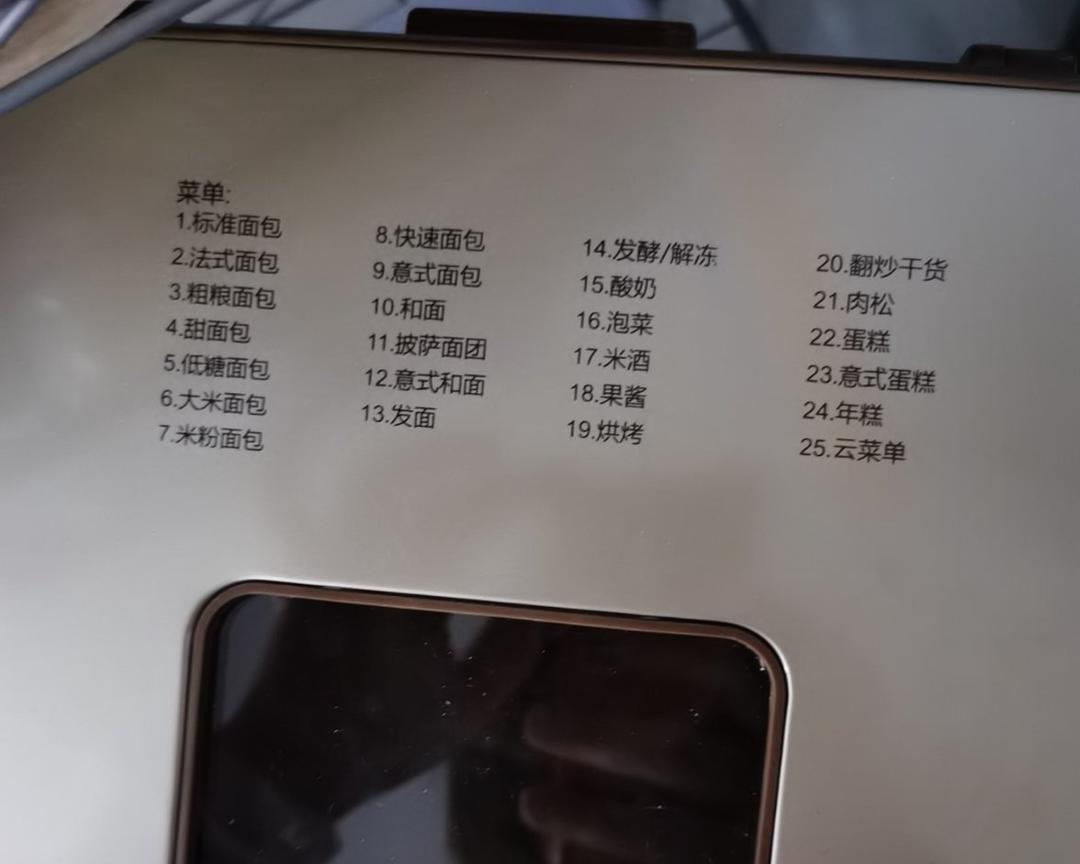 菜单:
1.标准面包
2.法式面包
3.粗粮面包
4.甜面包
5.低糖面包
6.大米面包
7.米粉面包
8.快速面包
9.意式面包
10.和面
11.披萨面团
12.意式和面
13.发面
14.发酵/解冻
15.酸奶
16.泡菜
17.米酒
18.果酱
19.烘烤
20.翻炒干货
21.肉松
22.蛋糕
23.意式蛋糕
24.年糕
25.云菜单